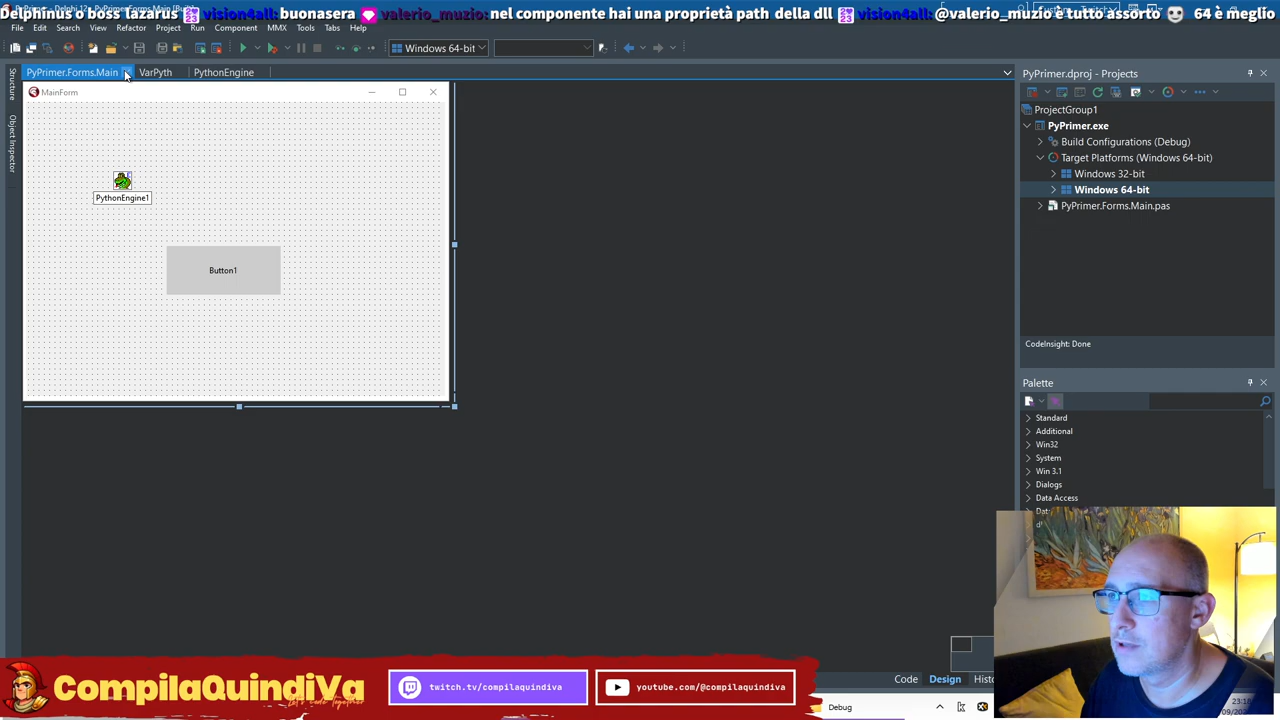 Delphinus o boss lazarus vision4all: buonasera valerio_muzio: nel componente hai una proprietà path della dll vision4all: @valerio_muzio è tutto assorto 64 è meglio
File Edit Search View Refactor Project Run Component MMX Tools Tabs Help
Windows 64-bit
PyPrimer.Forms.Main VarPyth PythonEngine
Structure
Object Inspector
MainForm
PythonEngine1
Button1
PyPrimer.dproj - Projects
ProjectGroup1
PyPrimer.exe
Build Configurations (Debug)
Target Platforms (Windows 64-bit)
Windows 32-bit
Windows 64-bit
PyPrimer.Forms.Main.pas
CodeInsight: Done
Palette
Standard
Additional
Win32
System
Win 3.1
Dialogs
Data Access
Code Design
CompilaQuindiVa
twitch.tv/compilaquindiva
youtube.com/@compilaquindiva
Debug